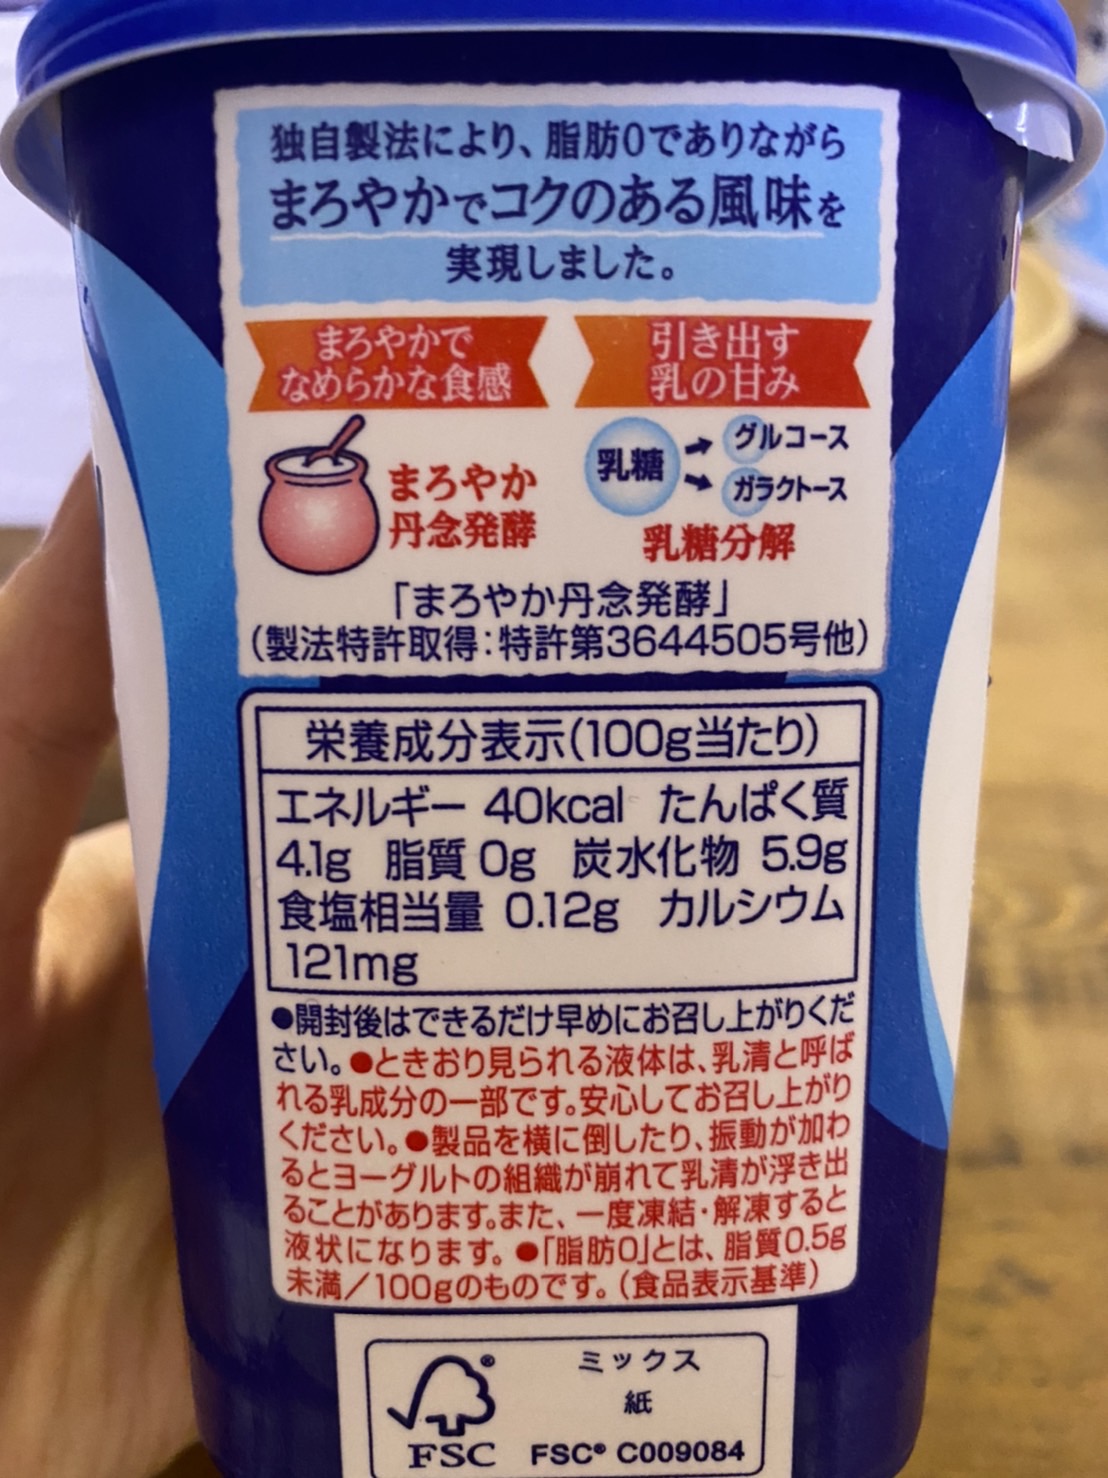 独自製法により、脂肪0でありながら
まろやかでコクのある風味を
実現しました。
まろやかで
なめらかな食感
引き出す
乳の甘み
まろやか
丹念発酵
乳糖
グルコース
ガラクトース
乳糖分解
「まろやか丹念発酵」
(製法特許取得:特許第3644505号他)
栄養成分表示(100g当たり)
エネルギー 40kcal たんぱく質
4.1g 脂質 0g 炭水化物 5.9g
食塩相当量 0.12g カルシウム
121mg
●開封後はできるだけ早めにお召し上がりくだ
さい。●ときおり見られる液体は、乳清と呼ば
れる乳成分の一部です。安心してお召し上がり
ください。●製品を横に倒したり、振動が加わ
るとヨーグルトの組織が崩れて乳清が浮き出
ることがあります。また、一度凍結・解凍すると
液状になります。●「脂肪0」とは、脂質0.5g
未満/100gのものです。(食品表示基準)
ミックス
紙
FSC
FSC® C009084